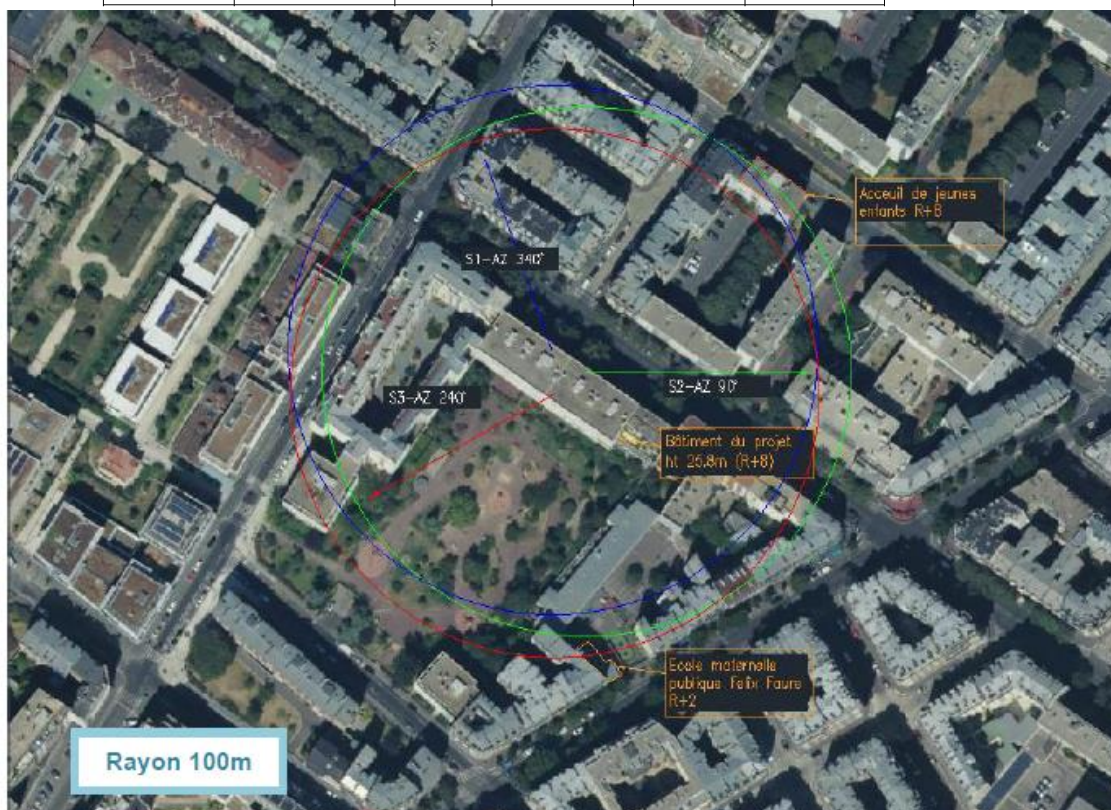 Acceuil de jeunes
enfants R+8
S1-AZ 340°
S2-AZ 90°
S3-AZ 240°
Bâtiment du projet
ht 25.8m (R+8)
Ecole maternelle
publique Felix Faure
R+2
Rayon 100m